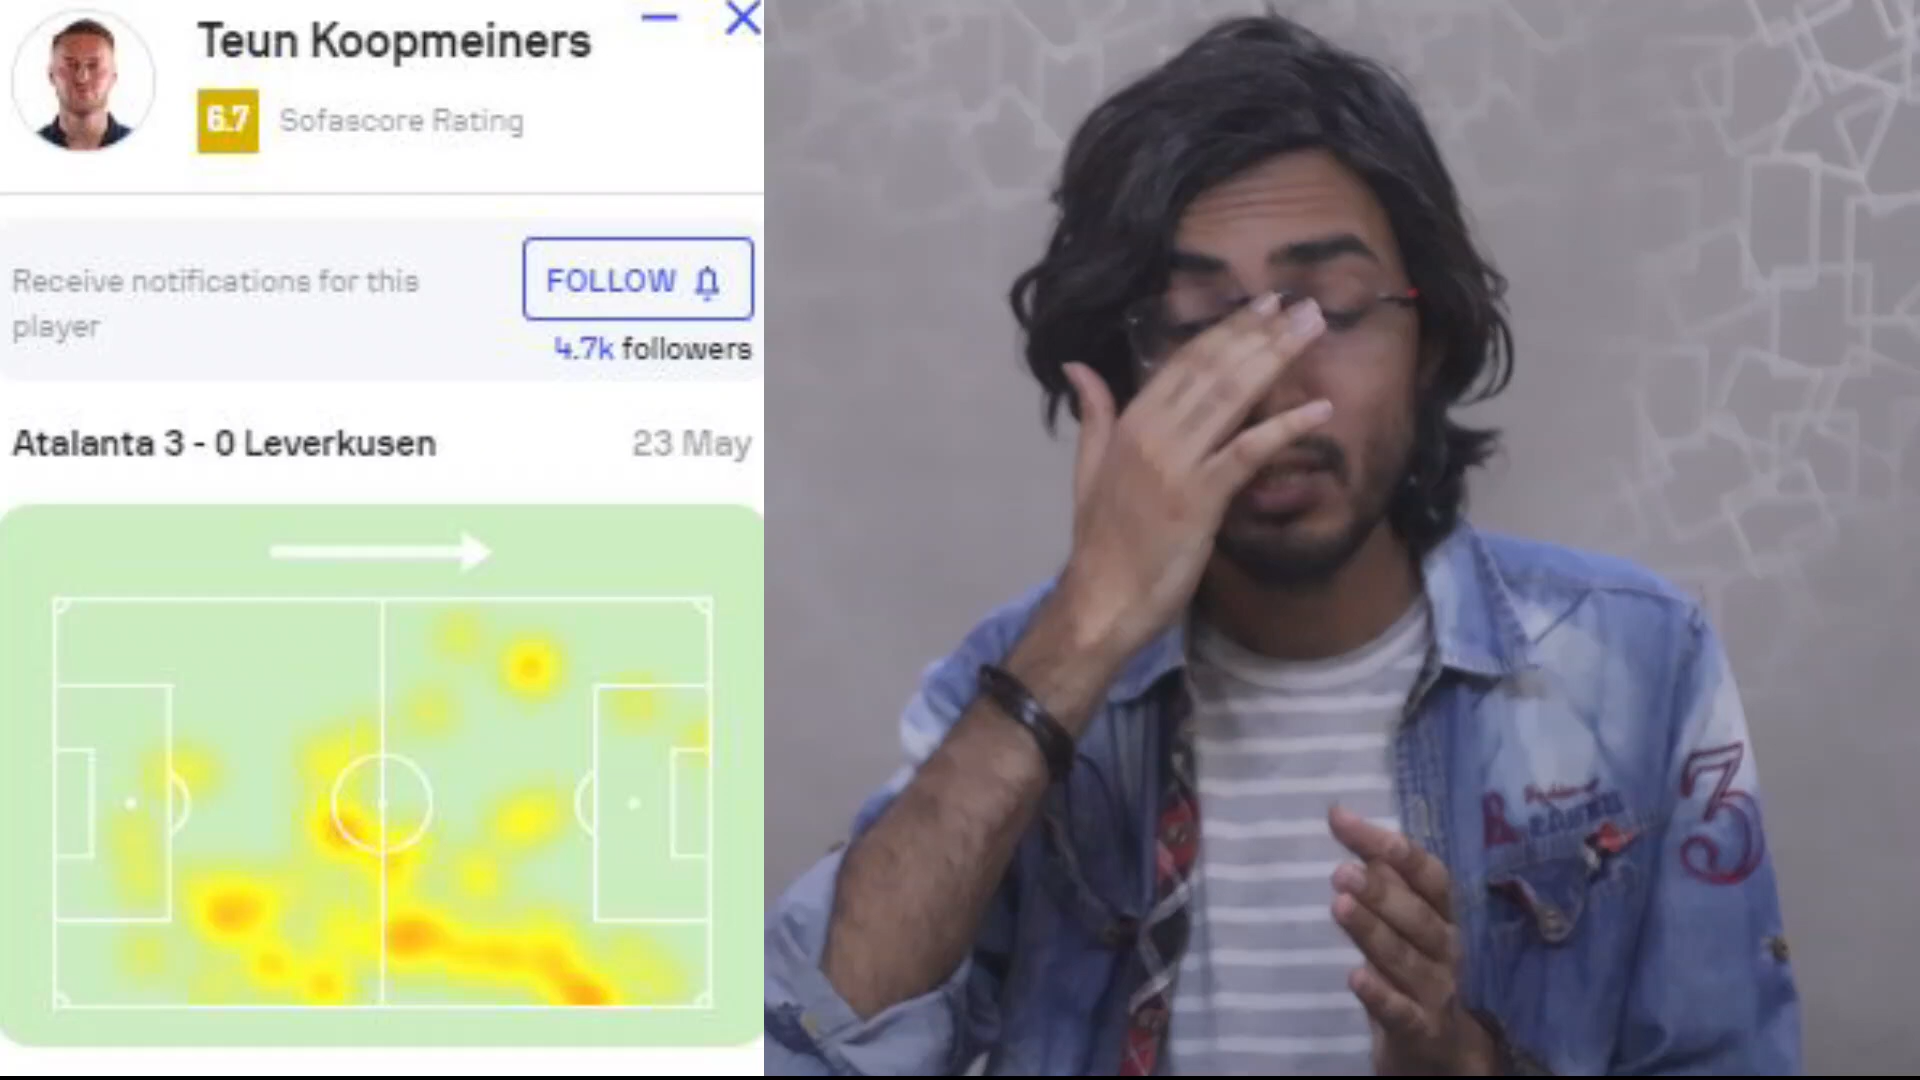 Teun Koopmeiners
6.7 Sofascore Rating
Receive notifications for this
player
FOLLOW
4.7k followers
Atalanta 3 - 0 Leverkusen 23 May
3